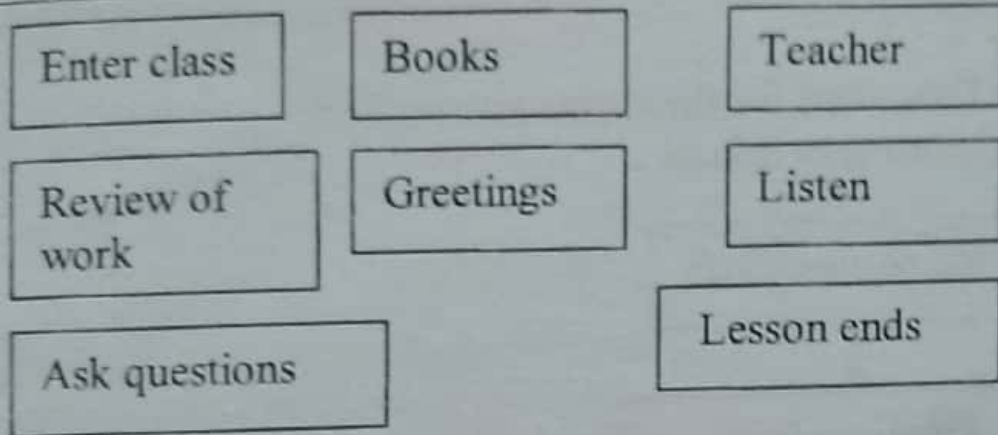 Enter class
Books
Teacher
Review of
work
Greetings
Listen
Lesson ends
Ask questions